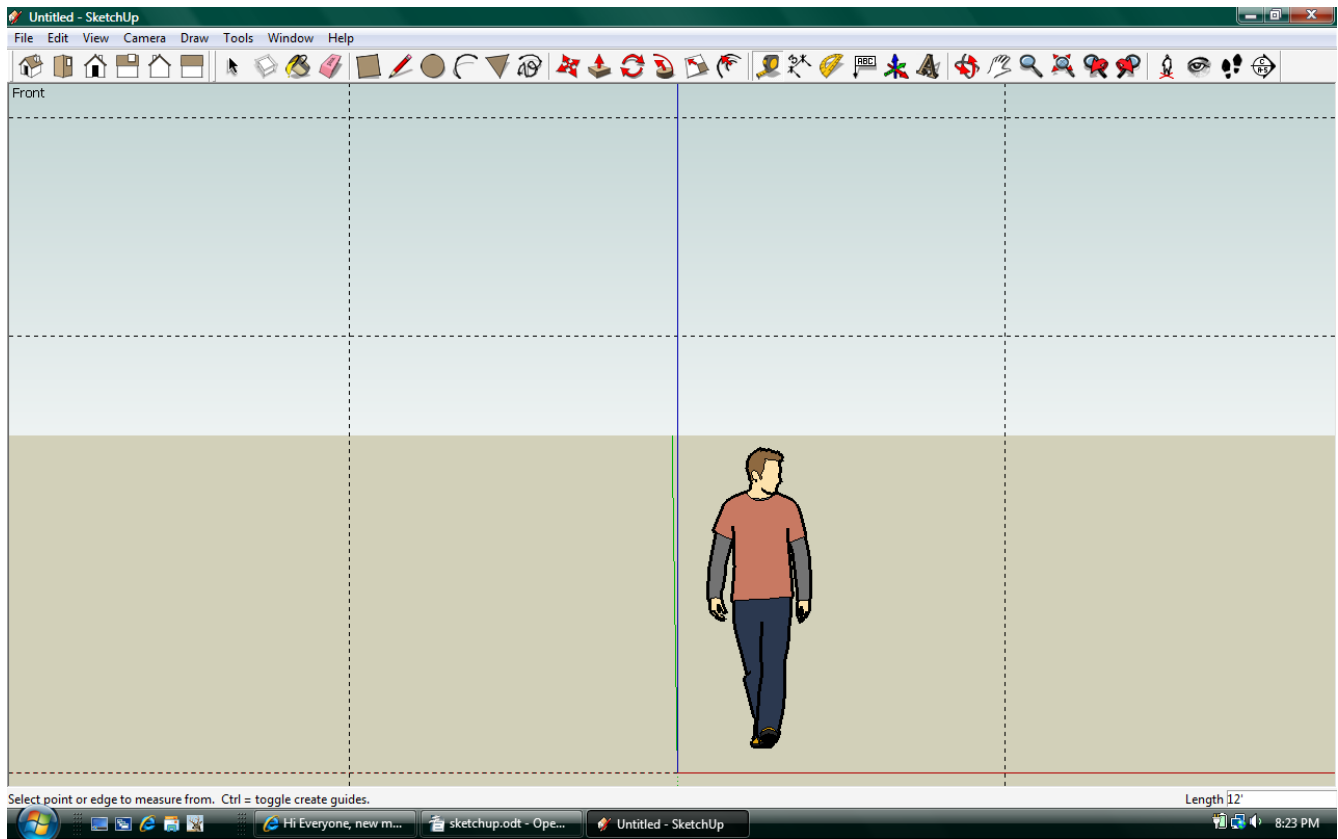 Untitled - SketchUp
File Edit View Camera Draw Tools Window Help
ABC
Front
Select point or edge to measure from. Ctrl = toggle create guides.
Length 12'
Hi Everyone, new m...
sketchup.odt - Ope...
Untitled - SketchUp
8:23 PM